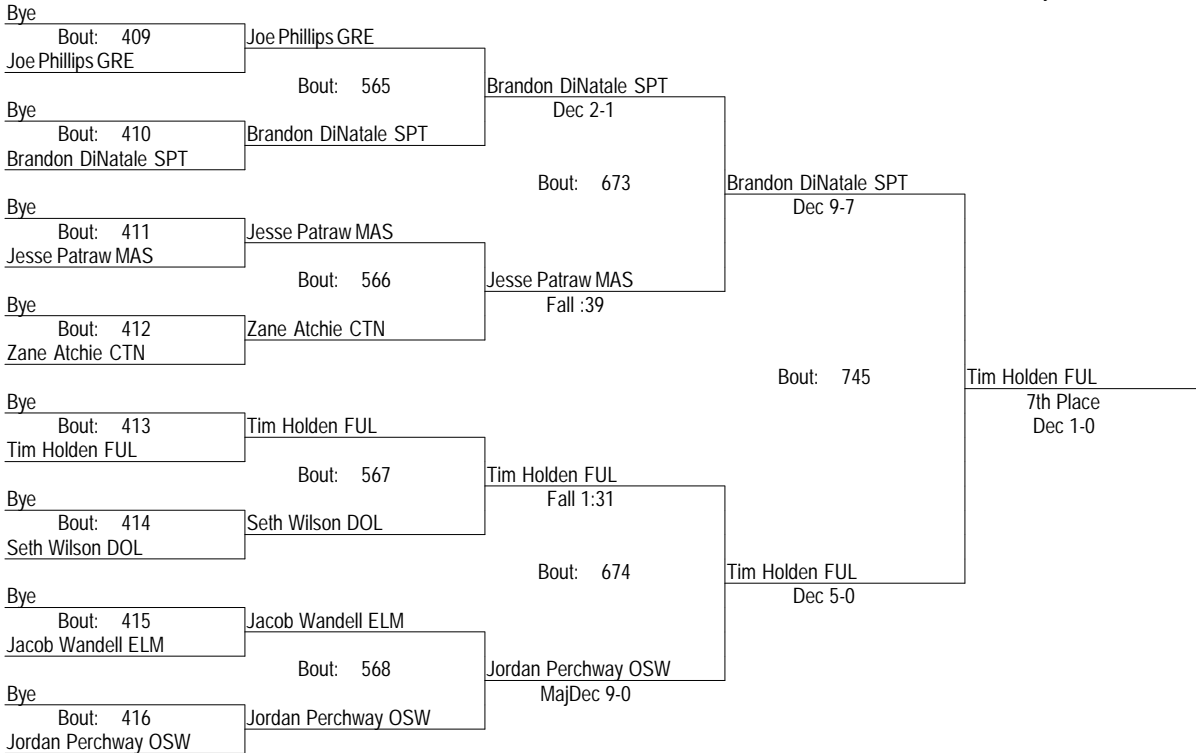 Bye
Bout: 409
Joe Phillips GRE
Joe Phillips GRE
Bout: 565
Brandon DiNatale SPT
Dec 2-1
Bye
Bout: 410
Brandon DiNatale SPT
Brandon DiNatale SPT
Bout: 673
Brandon DiNatale SPT
Dec 9-7
Bye
Bout: 411
Jesse Patraw MAS
Jesse Patraw MAS
Bout: 566
Jesse Patraw MAS
Fall :39
Bye
Bout: 412
Zane Atchie CTN
Zane Atchie CTN
Bout: 745
Tim Holden FUL
7th Place
Dec 1-0
Bye
Bout: 413
Tim Holden FUL
Tim Holden FUL
Bout: 567
Tim Holden FUL
Fall 1:31
Bye
Bout: 414
Seth Wilson DOL
Seth Wilson DOL
Bout: 674
Tim Holden FUL
Dec 5-0
Bye
Bout: 415
Jacob Wandell ELM
Jacob Wandell ELM
Bout: 568
Jordan Perchway OSW
MajDec 9-0
Bye
Bout: 416
Jordan Perchway OSW
Jordan Perchway OSW